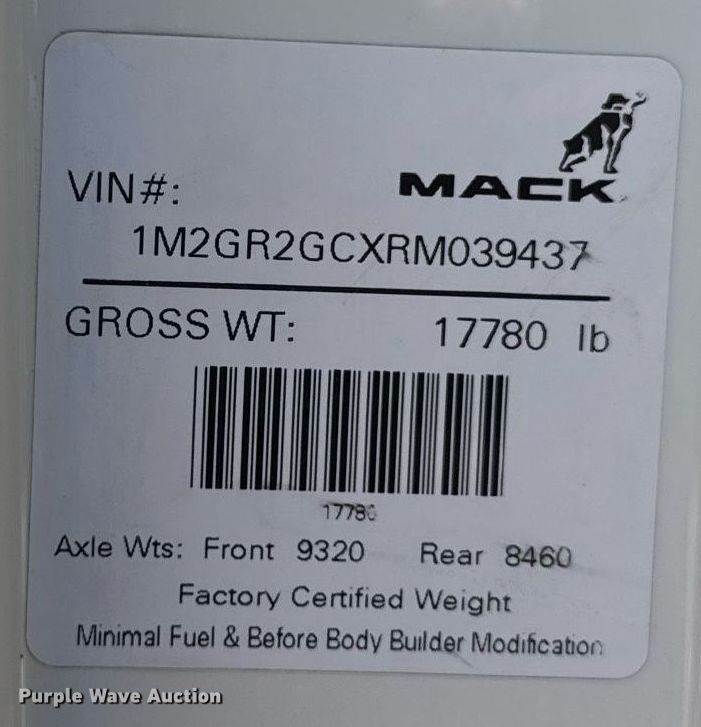 MACK
VIN#:
1M2GR2GCXRM039437
GROSS WT: 17780 lb
17780
Axle Wts: Front 9320 Rear 8460
Factory Certified Weight
Minimal Fuel & Before Body Builder Modification
Purple Wave Auction